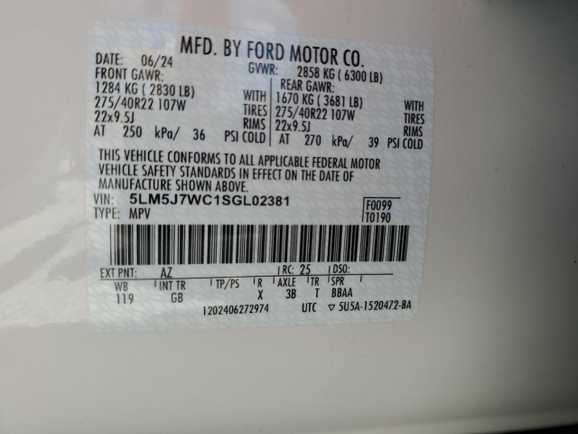 MFD. BY FORD MOTOR CO.
DATE: 06/24 GVWR: 2858 KG ( 6300 LB)
FRONT GAWR: REAR GAWR:
1284 KG ( 2830 LB) WITH 1670 KG ( 3681 LB) WITH
275/40R22 107W TIRES 275/40R22 107W TIRES
22x9.5J RIMS 22x9.5J RIMS
AT 250 kPa/ 36 PSI COLD AT 270 kPa/ 39 PSI COLD
THIS VEHICLE CONFORMS TO ALL APPLICABLE FEDERAL MOTOR
VEHICLE SAFETY STANDARDS IN EFFECT ON THE DATE OF
MANUFACTURE SHOWN ABOVE.
VIN: 5LM5J7WC1SGL02381 F0099
TYPE: MPV T0190
EXT PNT: AZ RC: 25 DSO:
WB INT TR TP/PS R AXLE TR SPR
119 GB X 3B T BBAA
1202406272974 UTC ▽ 5U5A-1520472-BA